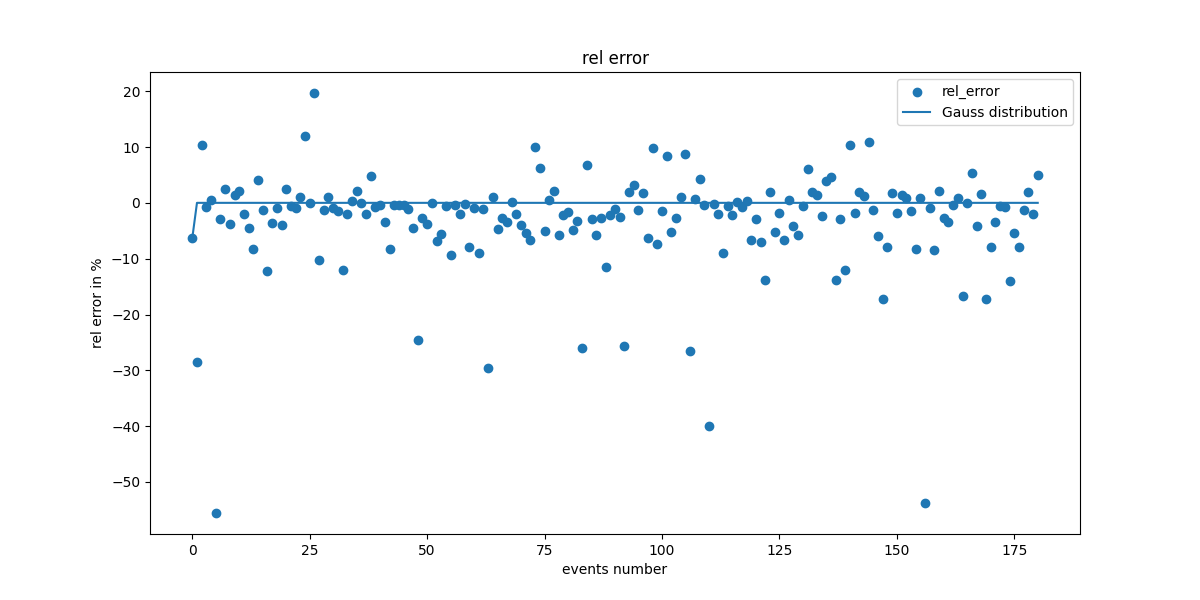 rel error
rel_error
Gauss distribution
20
10
0
−10
−20
−30
−40
−50
rel error in %
0 25 50 75 100 125 150 175
events number